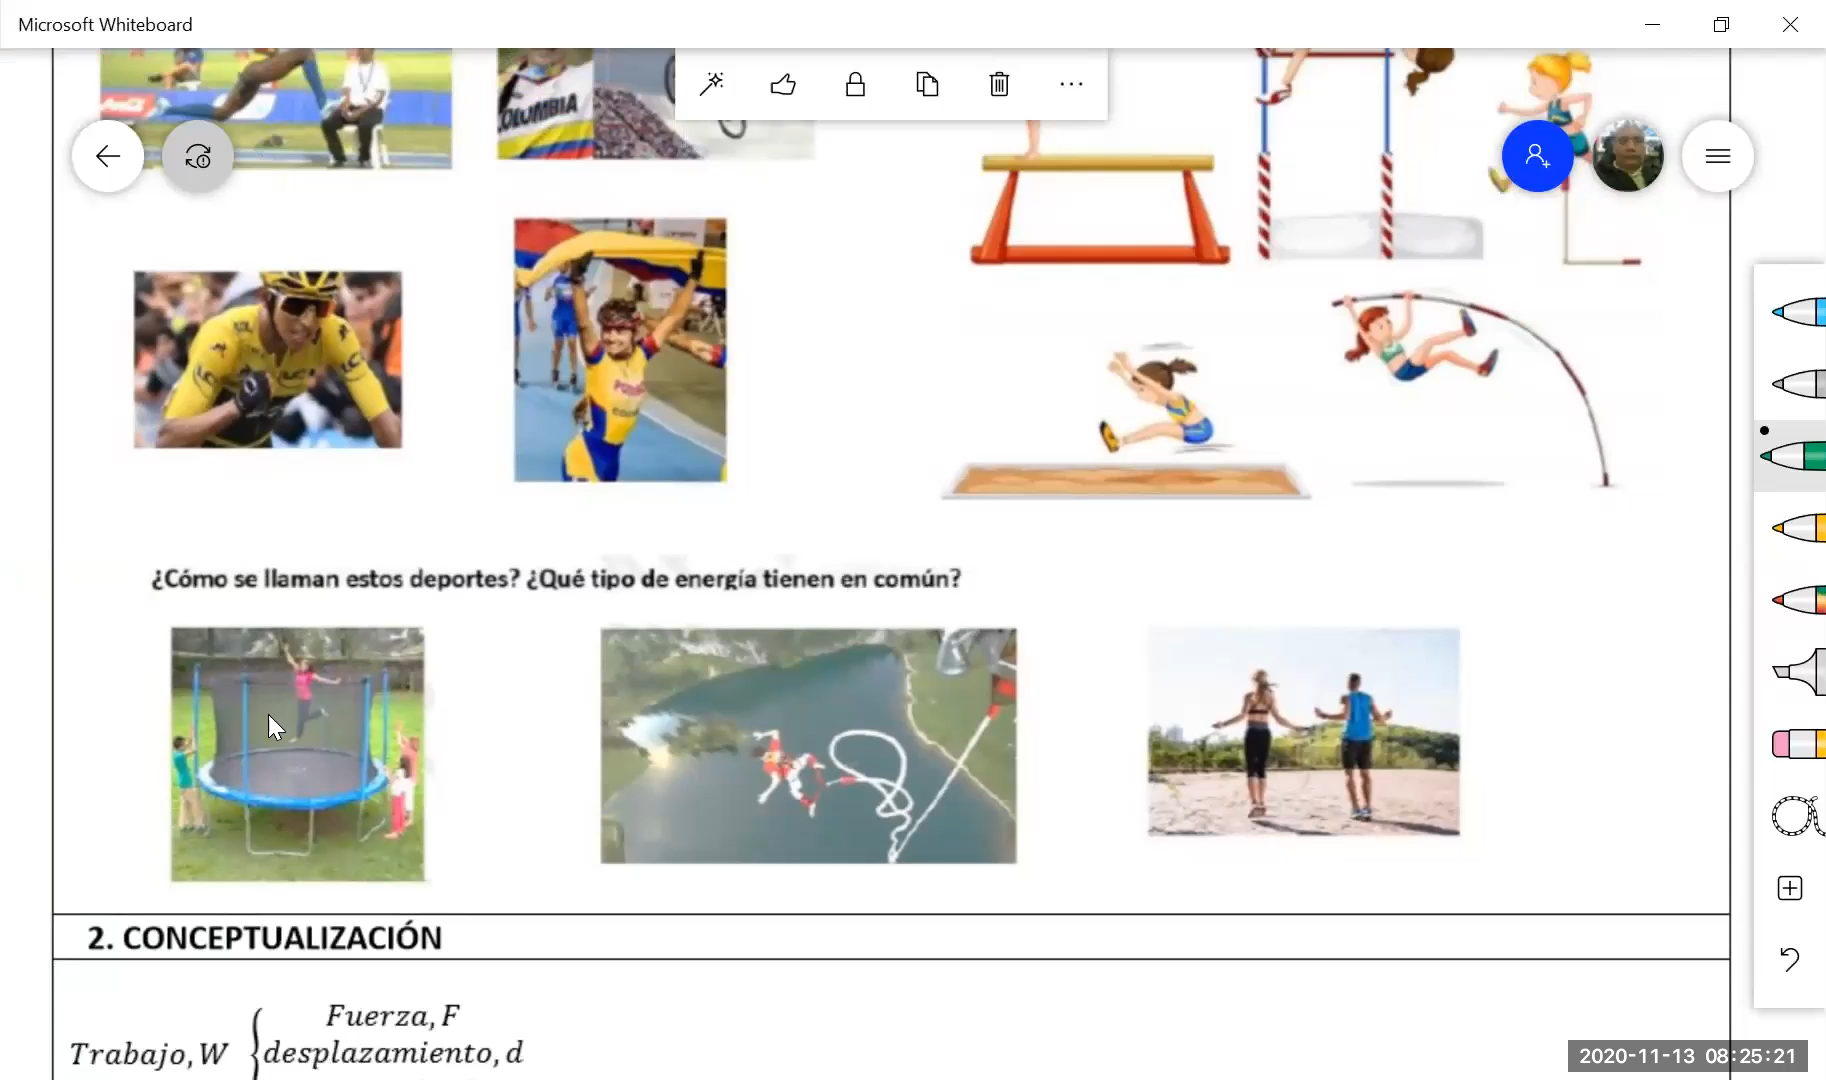 Microsoft Whiteboard
COLOMBIA
¿Cómo se llaman estos deportes? ¿Qué tipo de energía tienen en común?
2. CONCEPTUALIZACIÓN
Fuerza, F
Trabajo, W
desplazamiento, d
2020-11-13 08:25:21